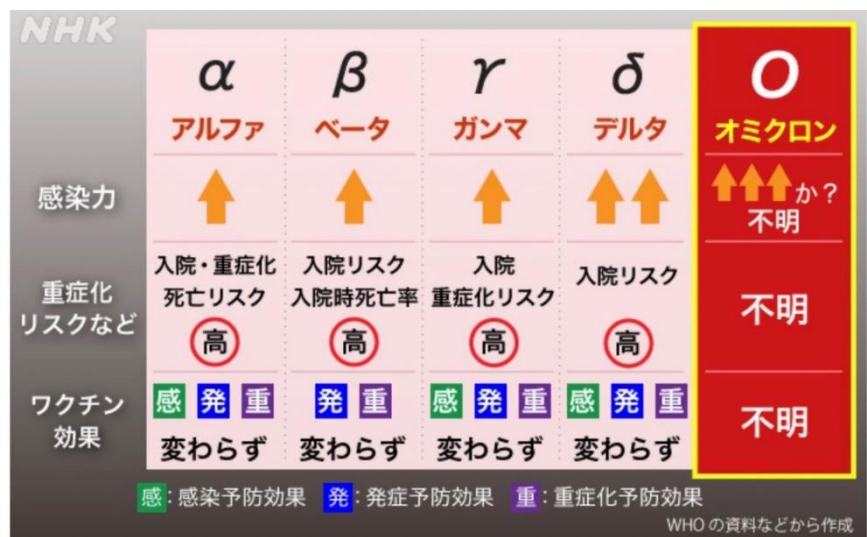 NHK
α β γ δ O
アルファ ベータ ガンマ デルタ オミクロン
感染力 か?
不明
重症化
リスクなど
入院・重症化
死亡リスク
高
入院リスク
入院時死亡率
高
入院
重症化リスク
高
入院リスク
高
不明
ワクチン
効果
感 発 重
変わらず
発 重
変わらず
感 発 重
変わらず
感 発 重
変わらず
不明
感:感染予防効果 発:発症予防効果 重:重症化予防効果
WHOの資料などから作成